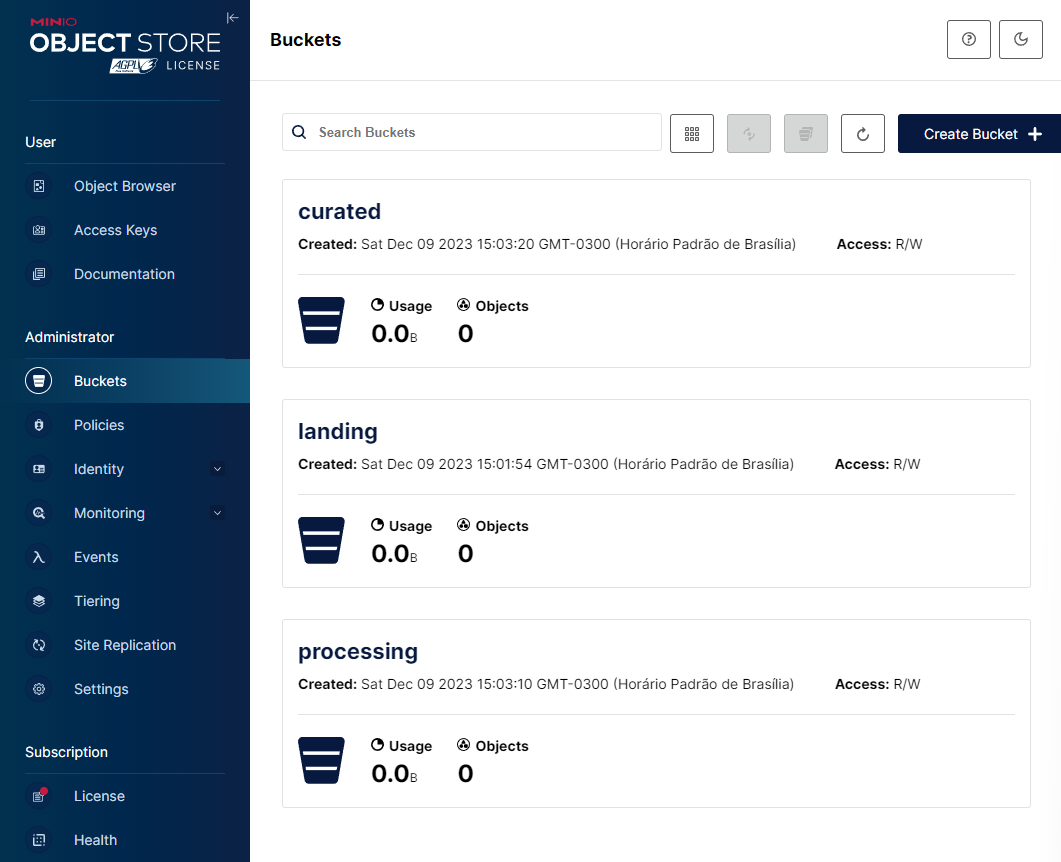 MINIO
OBJECT STORE
AGPLv3 LICENSE
User
Object Browser
Access Keys
Documentation
Administrator
Buckets
Policies
Identity
Monitoring
Events
Tiering
Site Replication
Settings
Subscription
License
Health
Buckets
Search Buckets
Create Bucket
curated
Created: Sat Dec 09 2023 15:03:20 GMT-0300 (Horário Padrão de Brasília) Access: R/W
Usage Objects
0.0B 0
landing
Created: Sat Dec 09 2023 15:01:54 GMT-0300 (Horário Padrão de Brasília) Access: R/W
Usage Objects
0.0B 0
processing
Created: Sat Dec 09 2023 15:03:10 GMT-0300 (Horário Padrão de Brasília) Access: R/W
Usage Objects
0.0B 0